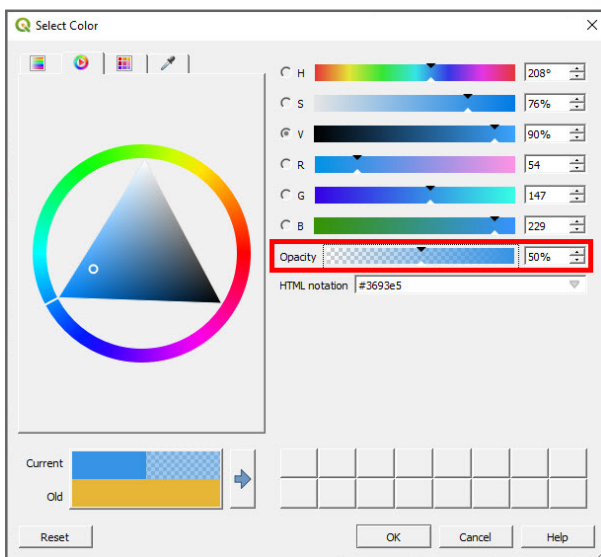 Select Color
H 208°
S 76%
V 90%
R 54
G 147
B 229
Opacity 50%
HTML notation #3693e5
Current
Old
Reset OK Cancel Help